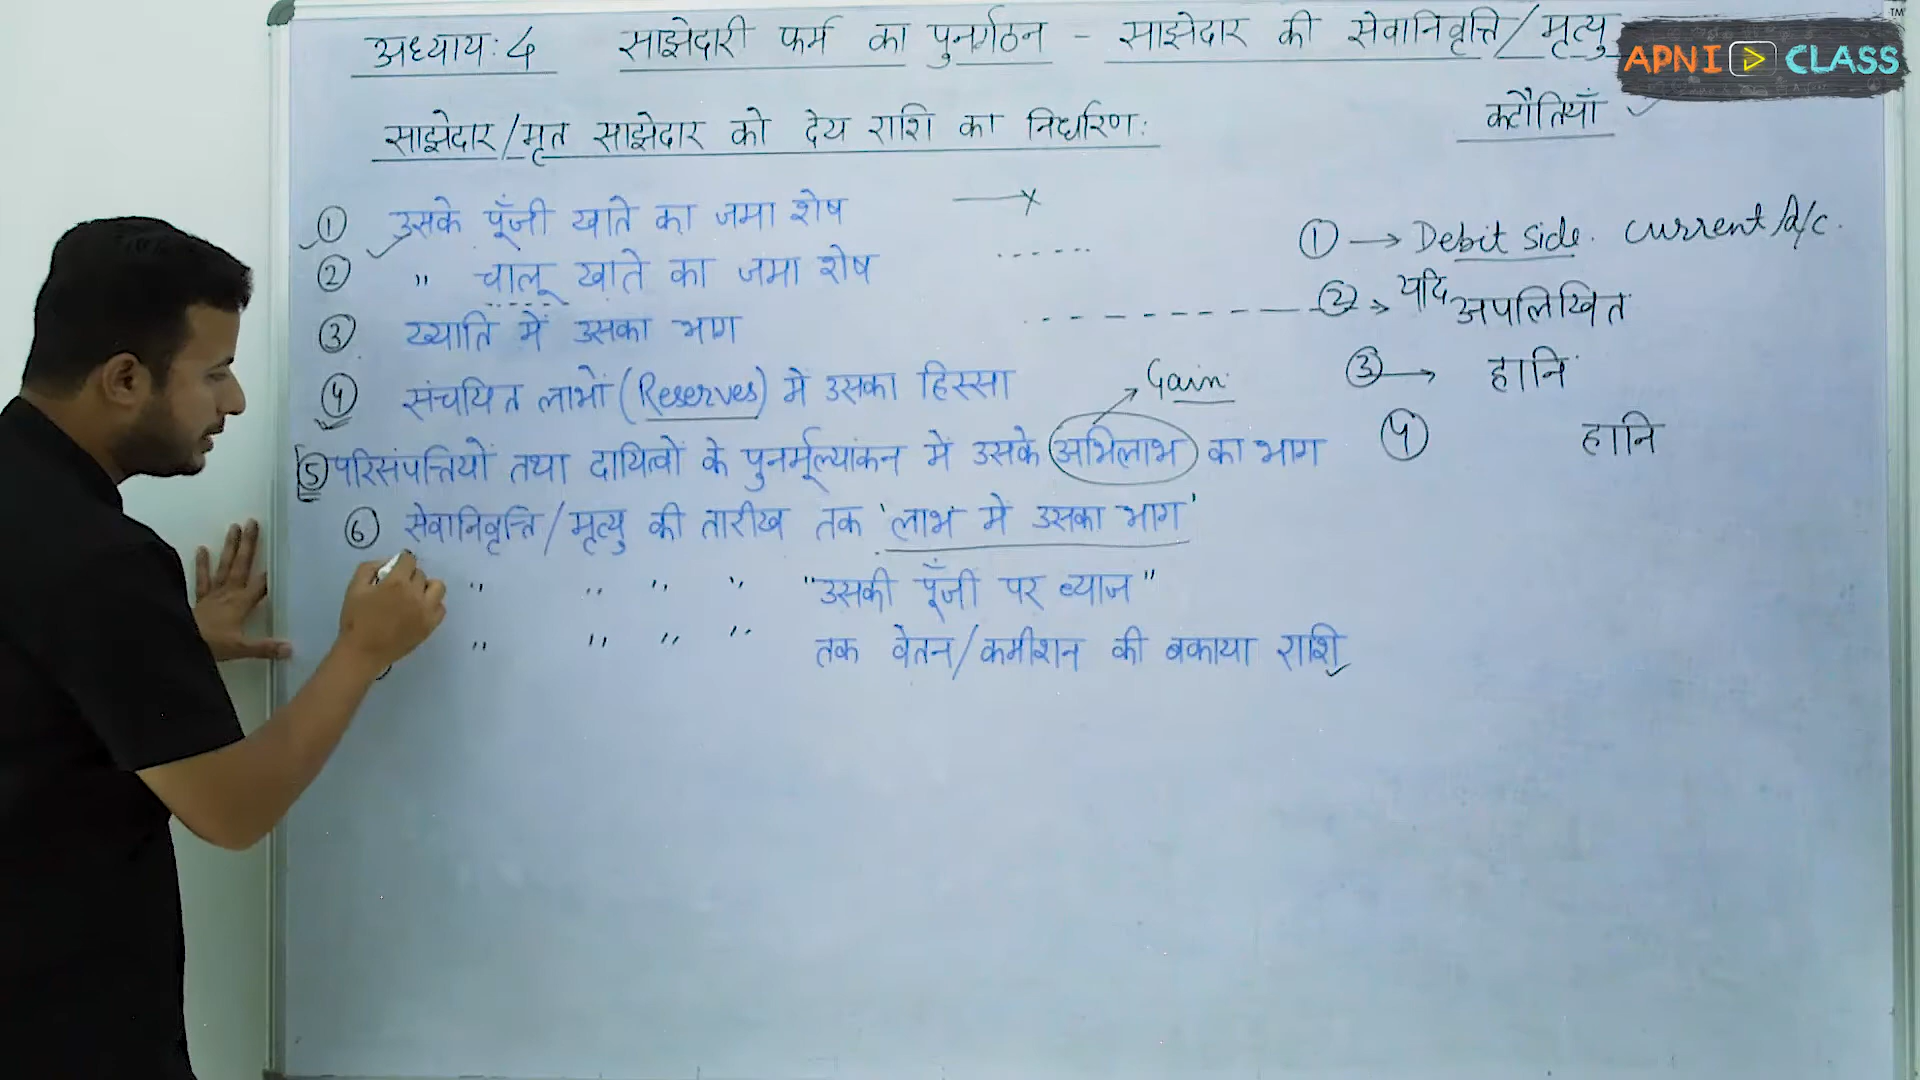 अध्याय: 4 साझेदारी फर्म का पुनर्गठन - साझेदार की सेवानिवृत्ति/मृत्यु
APNI CLASS
TM
साझेदार/मृत साझेदार को देय राशि का निर्धारण:
कटौतियाँ
① उसके पूँजी खाते का जमा शेष
② " चालू खाते का जमा शेष
③ ख्याति में उसका भाग
④ संचयित लाभों (Reserves) में उसका हिस्सा
Gain
⑤ परिसंपत्तियों तथा दायित्वों के पुनर्मूल्यांकन में उसके अभिलाभ का भाग
⑥ सेवानिवृत्ति/मृत्यु की तारीख तक 'लाभ में उसका भाग'
" " " " "उसकी पूँजी पर ब्याज"
" " " " तक वेतन/कमीशन की बकाया राशि
① → Debit side. current A/c.
② → यदि अपलिखित
③ → हानि
④ हानि